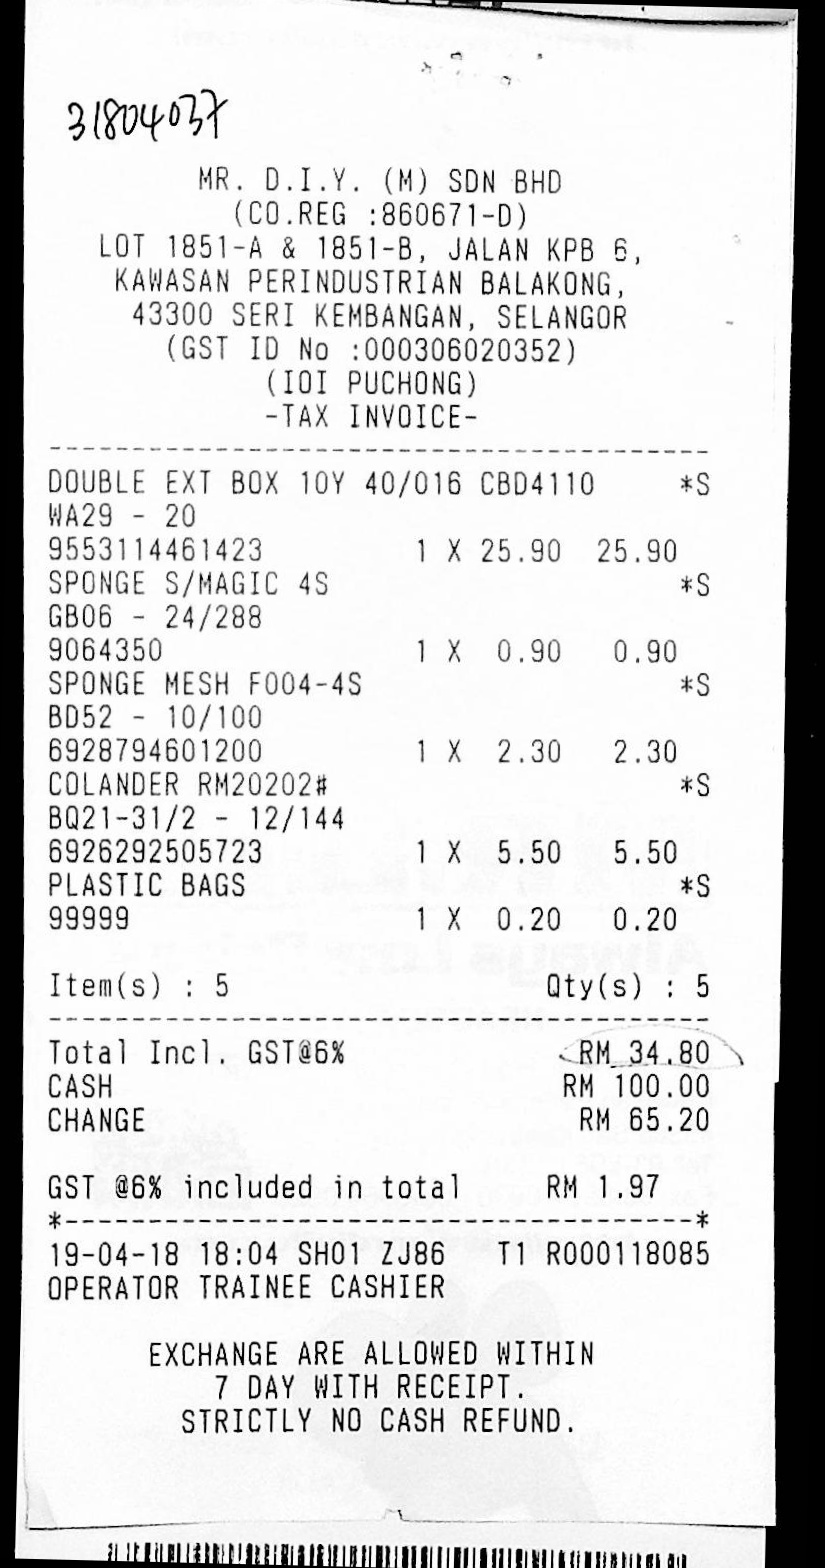 31804037
MR. D.I.Y. (M) SDN BHD
(CO.REG :860671-D)
LOT 1851-A & 1851-B, JALAN KPB 6,
KAWASAN PERINDUSTRIAN BALAKONG,
43300 SERI KEMBANGAN, SELANGOR
(GST ID No :000306020352)
(IOI PUCHONG)
-TAX INVOICE-
DOUBLE EXT BOX 10Y 40/016 CBD4110 *S
WA29 - 20
9553114461423 1 X 25.90 25.90
SPONGE S/MAGIC 4S *S
GB06 - 24/288
9064350 1 X 0.90 0.90
SPONGE MESH F004-4S *S
BD52 - 10/100
6928794601200 1 X 2.30 2.30
COLANDER RM20202# *S
BQ21-31/2 - 12/144
6926292505723 1 X 5.50 5.50
PLASTIC BAGS *S
99999 1 X 0.20 0.20
Item(s) : 5 Qty(s) : 5
Total Incl. GST@6% RM 34.80
CASH RM 100.00
CHANGE RM 65.20
GST @6% included in total RM 1.97
*--------------------------------------*
19-04-18 18:04 SH01 ZJ86 T1 R000118085
OPERATOR TRAINEE CASHIER
EXCHANGE ARE ALLOWED WITHIN
7 DAY WITH RECEIPT.
STRICTLY NO CASH REFUND.